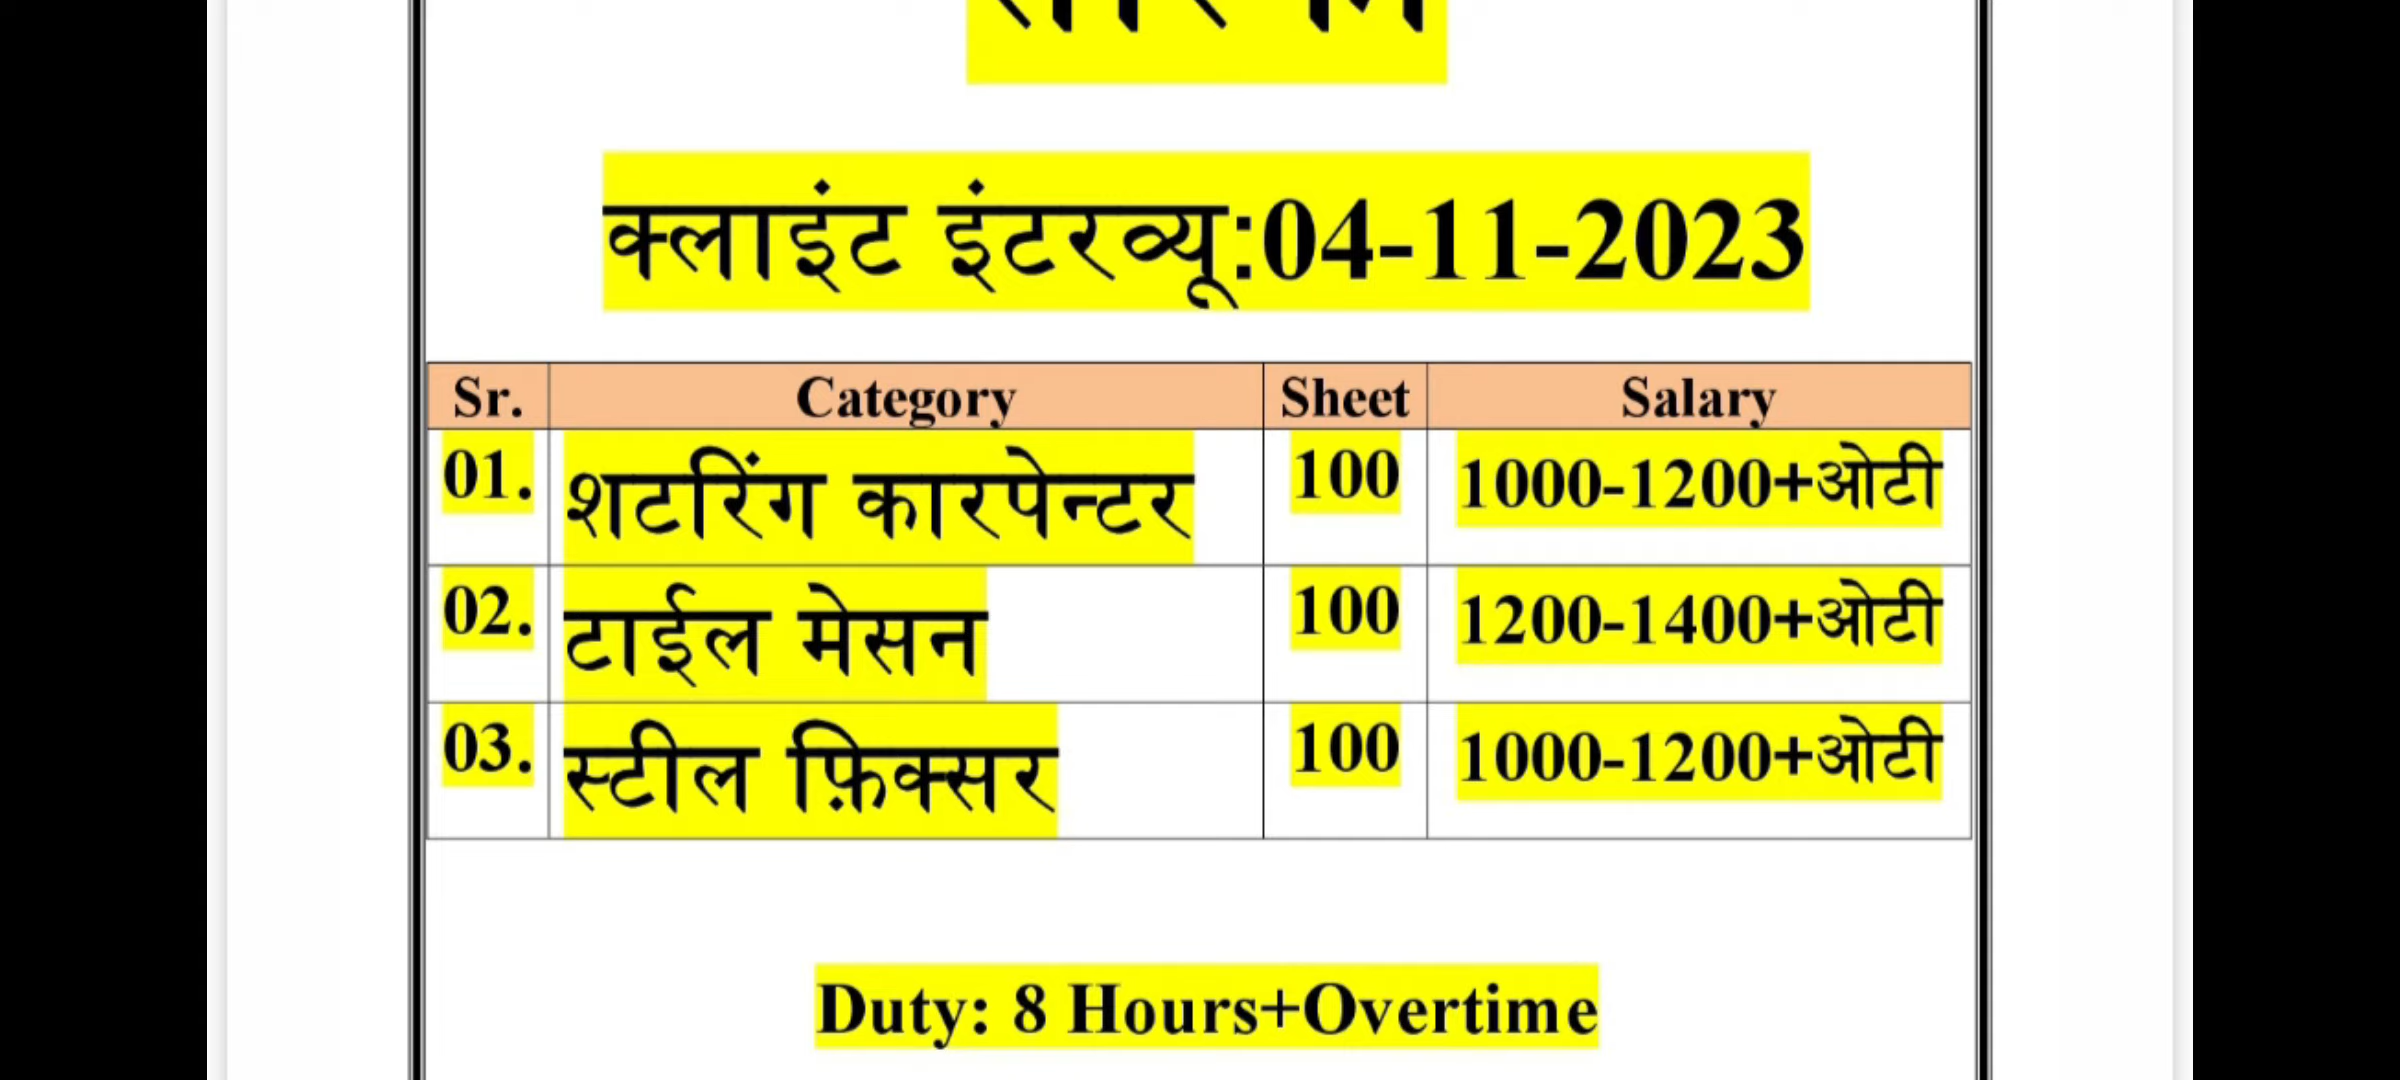 क्लाइंट इंटरव्यू:04-11-2023
Sr. Category Sheet Salary
01. शटरिंग कारपेन्टर 100 1000-1200+ओटी
02. टाईल मेसन 100 1200-1400+ओटी
03. स्टील फ़िक्सर 100 1000-1200+ओटी
Duty: 8 Hours+Overtime